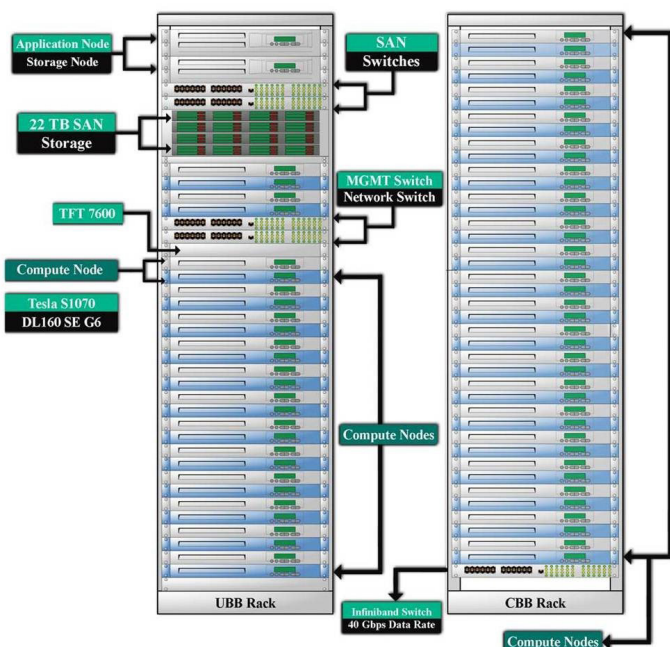 Application Node
Storage Node
SAN
Switches
22 TB SAN
Storage
MGMT Switch
Network Switch
TFT 7600
Compute Node
Tesla S1070
DL160 SE G6
Compute Nodes
UBB Rack
Infiniband Switch
40 Gbps Data Rate
CBB Rack
Compute Nodes